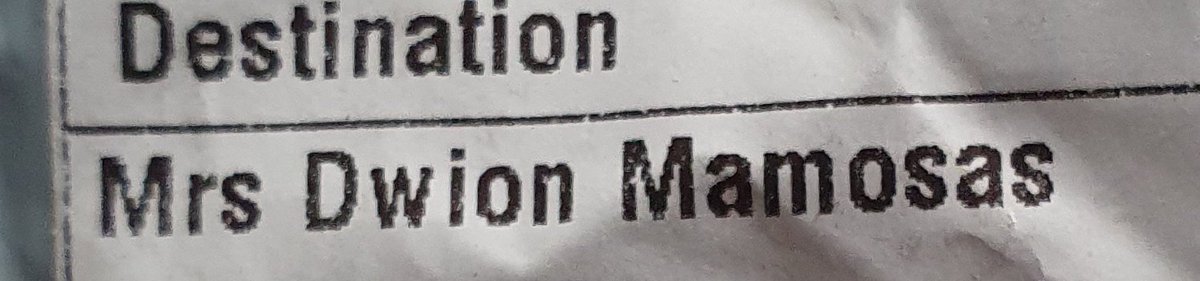 Destination
Mrs Dwion Mamosas